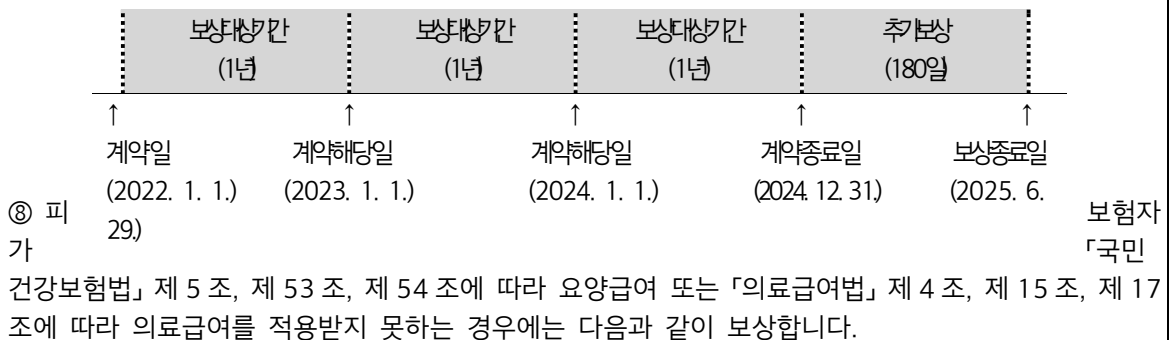 보상대상기간 보상대상기간 보상대상기간 추가보상
(1년) (1년) (1년) (180일)
↑ ↑ ↑ ↑ ↑
계약일 계약해당일 계약해당일 계약종료일 보상종료일
(2022. 1. 1.) (2023. 1. 1.) (2024. 1. 1.) (2024. 12. 31.) (2025. 6.
29.)
⑧ 피보험자가 「국민
건강보험법」 제 5 조, 제 53 조, 제 54 조에 따라 요양급여 또는 「의료급여법」 제 4 조, 제 15 조, 제 17
조에 따라 의료급여를 적용받지 못하는 경우에는 다음과 같이 보상합니다.